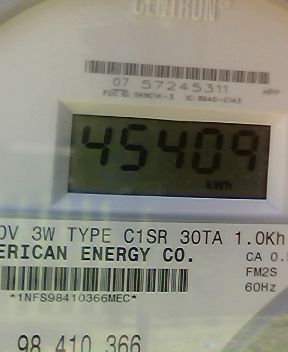 CENTRON®
07 57245311
45409
kWh
0V 3W TYPE C1SR 30TA 1.0Kh
ERICAN ENERGY CO.
CA 0.5
FM2S
60Hz
*1NFS98410366MEC*
98 410 366